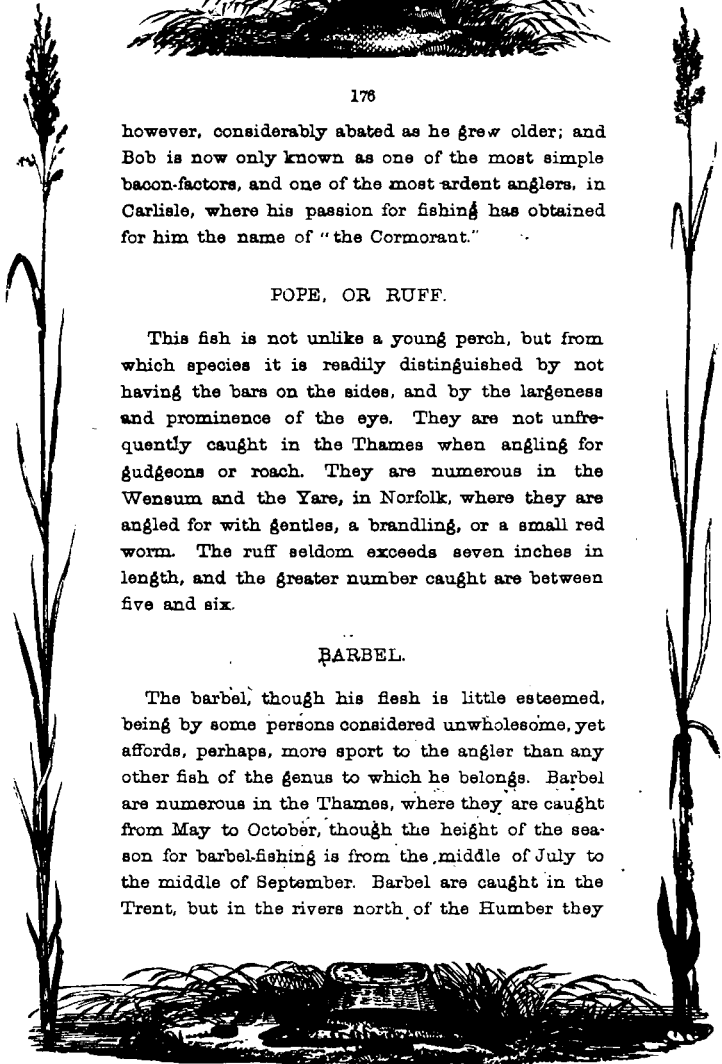 176
however, considerably abated as he grew older; and
Bob is now only known as one of the most simple
bacon-factors, and one of the most ardent anglers, in
Carlisle, where his passion for fishing has obtained
for him the name of "the Cormorant."
POPE, OR RUFF.
This fish is not unlike a young perch, but from
which species it is readily distinguished by not
having the bars on the sides, and by the largeness
and prominence of the eye. They are not unfre-
quently caught in the Thames when angling for
gudgeons or roach. They are numerous in the
Wensum and the Yare, in Norfolk, where they are
angled for with gentles, a brandling, or a small red
worm. The ruff seldom exceeds seven inches in
length, and the greater number caught are between
five and six.
BARBEL.
The barbel, though his flesh is little esteemed,
being by some persons considered unwholesome, yet
affords, perhaps, more sport to the angler than any
other fish of the genus to which he belongs. Barbel
are numerous in the Thames, where they are caught
from May to October, though the height of the sea-
son for barbel-fishing is from the middle of July to
the middle of September. Barbel are caught in the
Trent, but in the rivers north of the Humber they